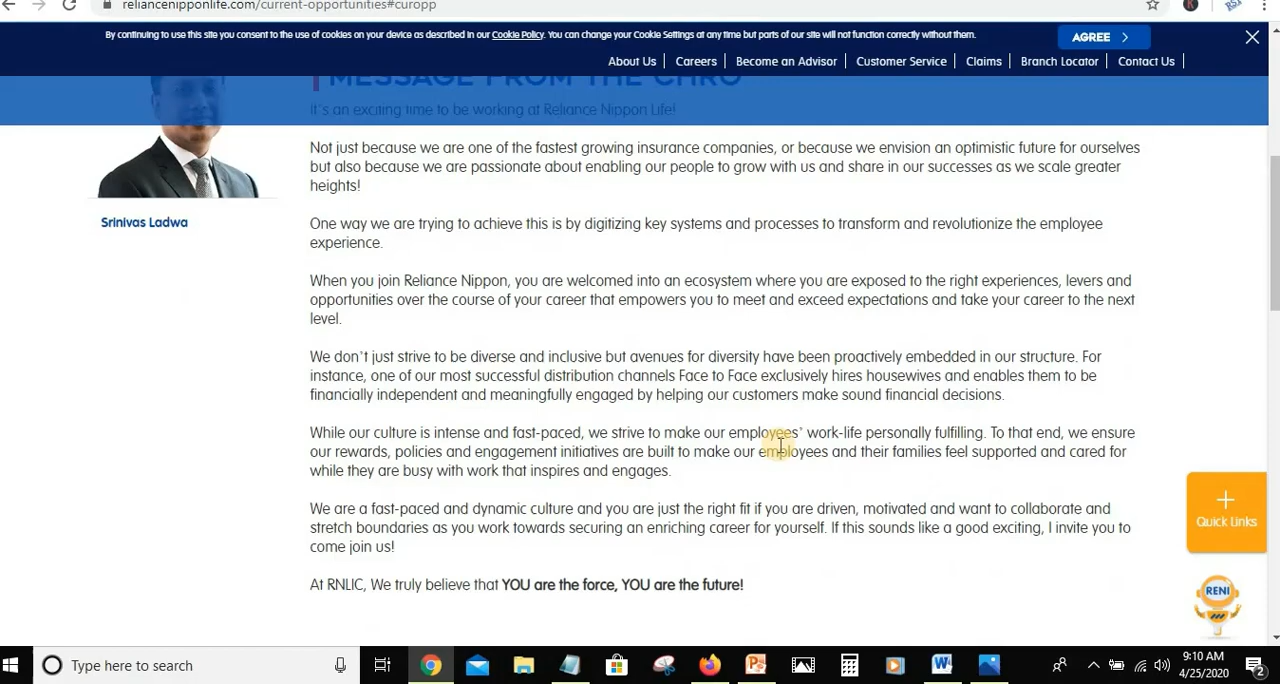 reliancenipponlife.com/current-opportunities#curopp
By continuing to use this site you consent to the use of cookies on your device as described in our Cookie Policy. You can change your Cookie Settings at any time but parts of our site will not function correctly without them.
AGREE
About Us
Careers
Become an Advisor
Customer Service
Claims
Branch Locator
Contact Us
MESSAGE FROM THE CHRO
It's an exciting time to be working at Reliance Nippon Life!
Not just because we are one of the fastest growing insurance companies, or because we envision an optimistic future for ourselves
but also because we are passionate about enabling our people to grow with us and share in our successes as we scale greater
heights!
Srinivas Ladwa
One way we are trying to achieve this is by digitizing key systems and processes to transform and revolutionize the employee
experience.
When you join Reliance Nippon, you are welcomed into an ecosystem where you are exposed to the right experiences, levers and
opportunities over the course of your career that empowers you to meet and exceed expectations and take your career to the next
level.
We don't just strive to be diverse and inclusive but avenues for diversity have been proactively embedded in our structure. For
instance, one of our most successful distribution channels Face to Face exclusively hires housewives and enables them to be
financially independent and meaningfully engaged by helping our customers make sound financial decisions.
While our culture is intense and fast-paced, we strive to make our employees' work-life personally fulfilling. To that end, we ensure
our rewards, policies and engagement initiatives are built to make our employees and their families feel supported and cared for
while they are busy with work that inspires and engages.
We are a fast-paced and dynamic culture and you are just the right fit if you are driven, motivated and want to collaborate and
stretch boundaries as you work towards securing an enriching career for yourself. If this sounds like a good exciting, I invite you to
come join us!
At RNLIC, We truly believe that YOU are the force, YOU are the future!
Quick Links
RENI
Type here to search
9:10 AM
4/25/2020
2